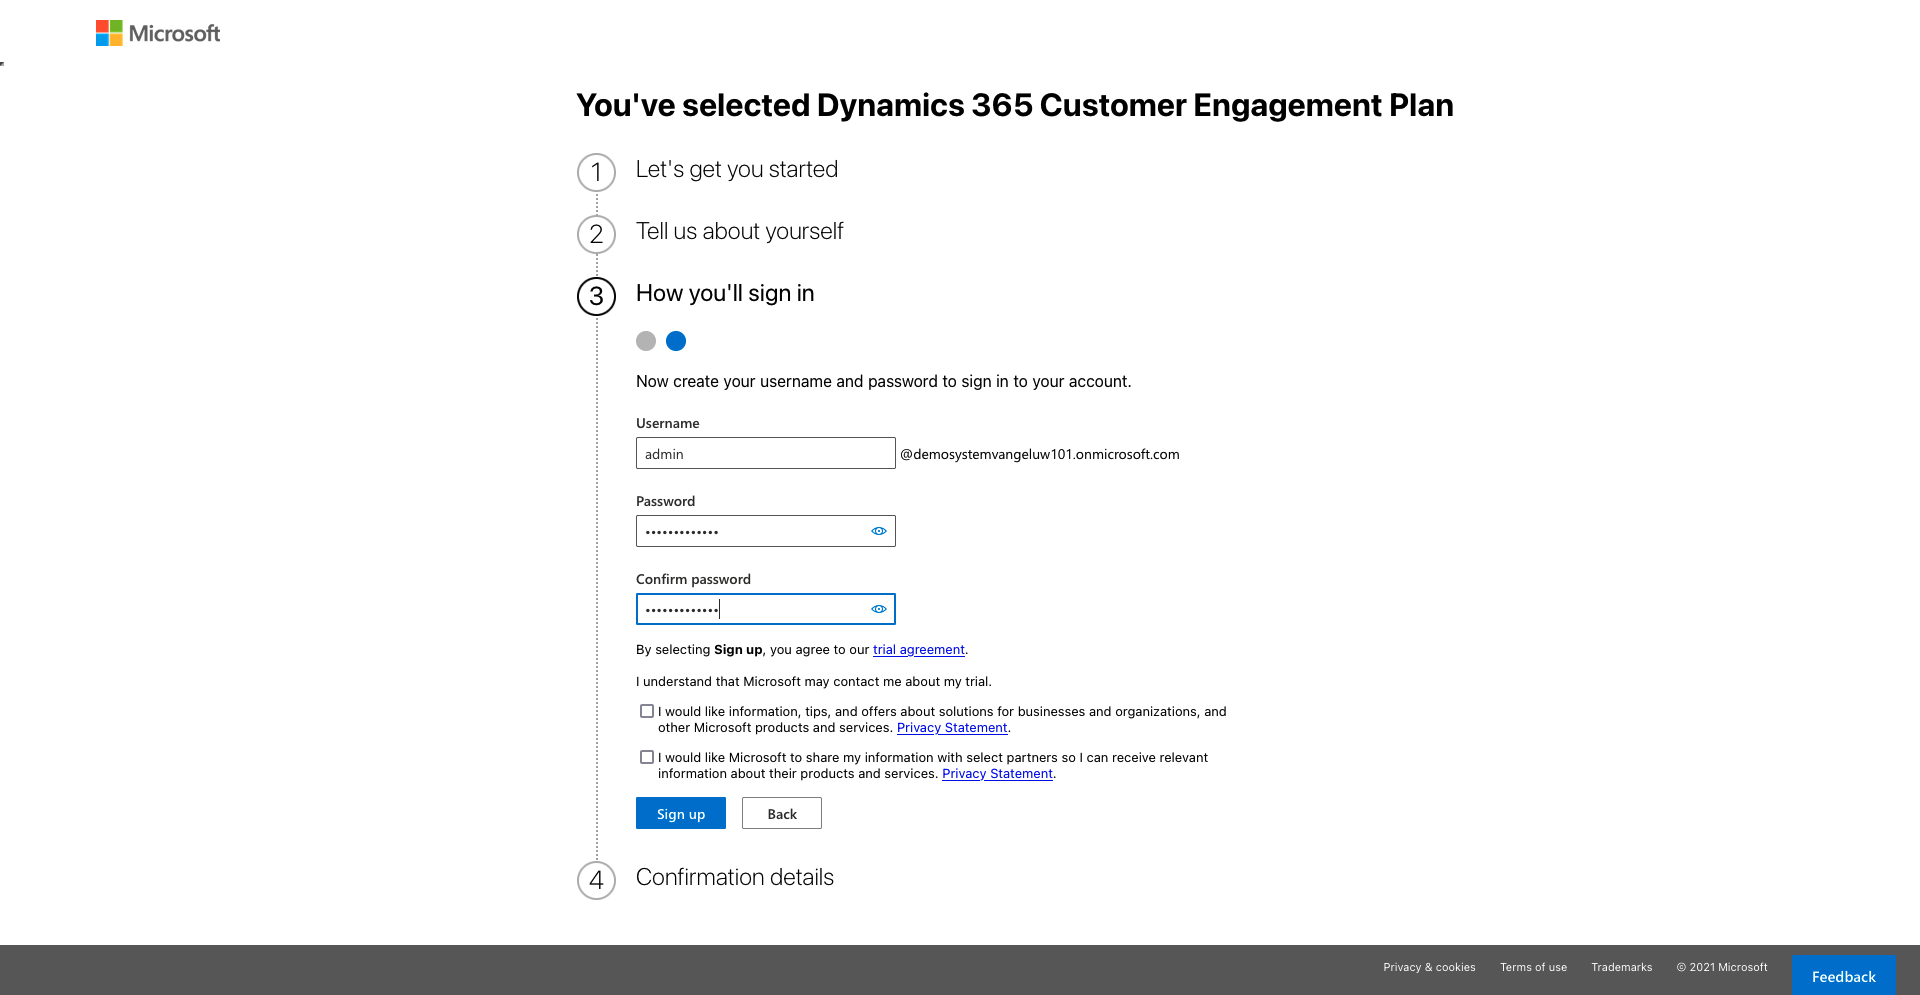 Microsoft
You've selected Dynamics 365 Customer Engagement Plan
1 Let's get you started
2 Tell us about yourself
3 How you'll sign in
Now create your username and password to sign in to your account.
Username
admin @demosystemvangeluw101.onmicrosoft.com
Password
•••••••••••••
Confirm password
•••••••••••••
By selecting Sign up, you agree to our trial agreement.
I understand that Microsoft may contact me about my trial.
I would like information, tips, and offers about solutions for businesses and organizations, and
other Microsoft products and services. Privacy Statement.
I would like Microsoft to share my information with select partners so I can receive relevant
information about their products and services. Privacy Statement.
Sign up Back
4 Confirmation details
Privacy & cookies Terms of use Trademarks © 2021 Microsoft Feedback